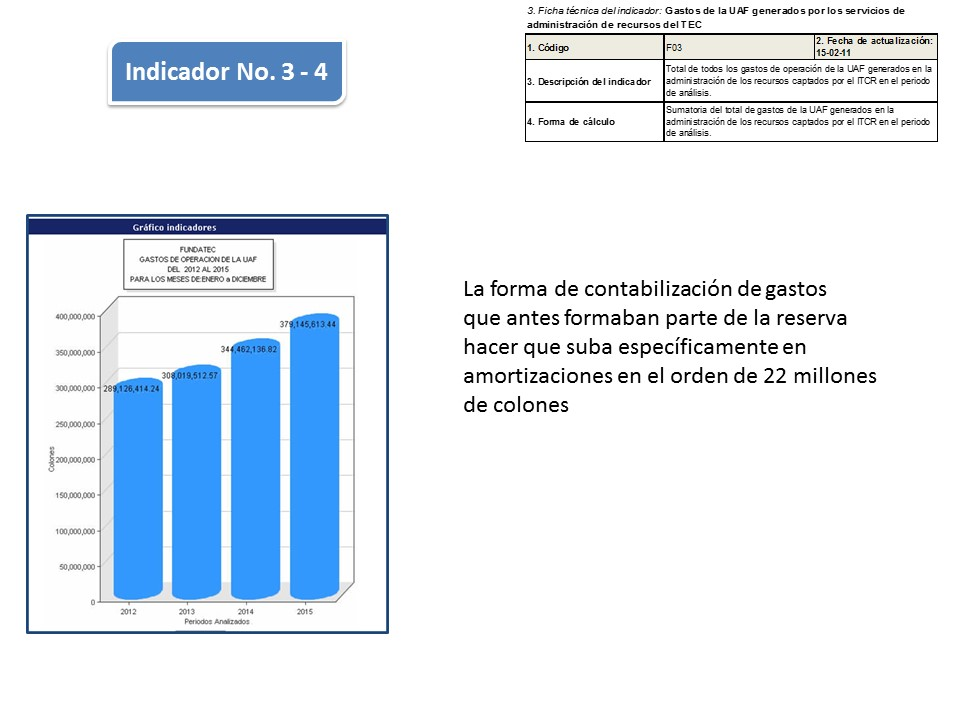 3. Ficha técnica del indicador: Gastos de la UAF generados por los servicios de
administración de recursos del TEC
Indicador No. 3 - 4
1. Código
F03
2. Fecha de actualización:
15-02-11
3. Descripción del indicador
Total de todos los gastos de operación de la UAF generados en la
administración de los recursos captados por el ITCR en el periodo
de análisis.
4. Forma de cálculo
Sumatoria del total de gastos de la UAF generados en la
administración de los recursos captados por el ITCR en el periodo
de análisis.
Gráfico indicadores
FUNDATEC
GASTOS DE OPERACION DE LA UAF
DEL 2012 AL 2015
PARA LOS MESES DE:ENERO a DICIEMBRE
400,000,000
350,000,000
300,000,000
250,000,000
200,000,000
150,000,000
100,000,000
50,000,000
0
Colones
289,126,414.24
308,019,512.57
344,462,136.82
379,145,613.44
2012
2013
2014
2015
Periodos Analizados
La forma de contabilización de gastos
que antes formaban parte de la reserva
hacer que suba específicamente en
amortizaciones en el orden de 22 millones
de colones